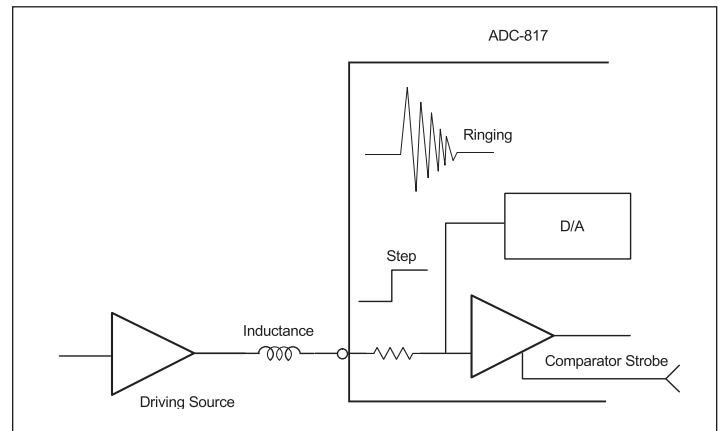 ADC-817
Ringing
D/A
Step
Inductance
Comparator Strobe
Driving Source